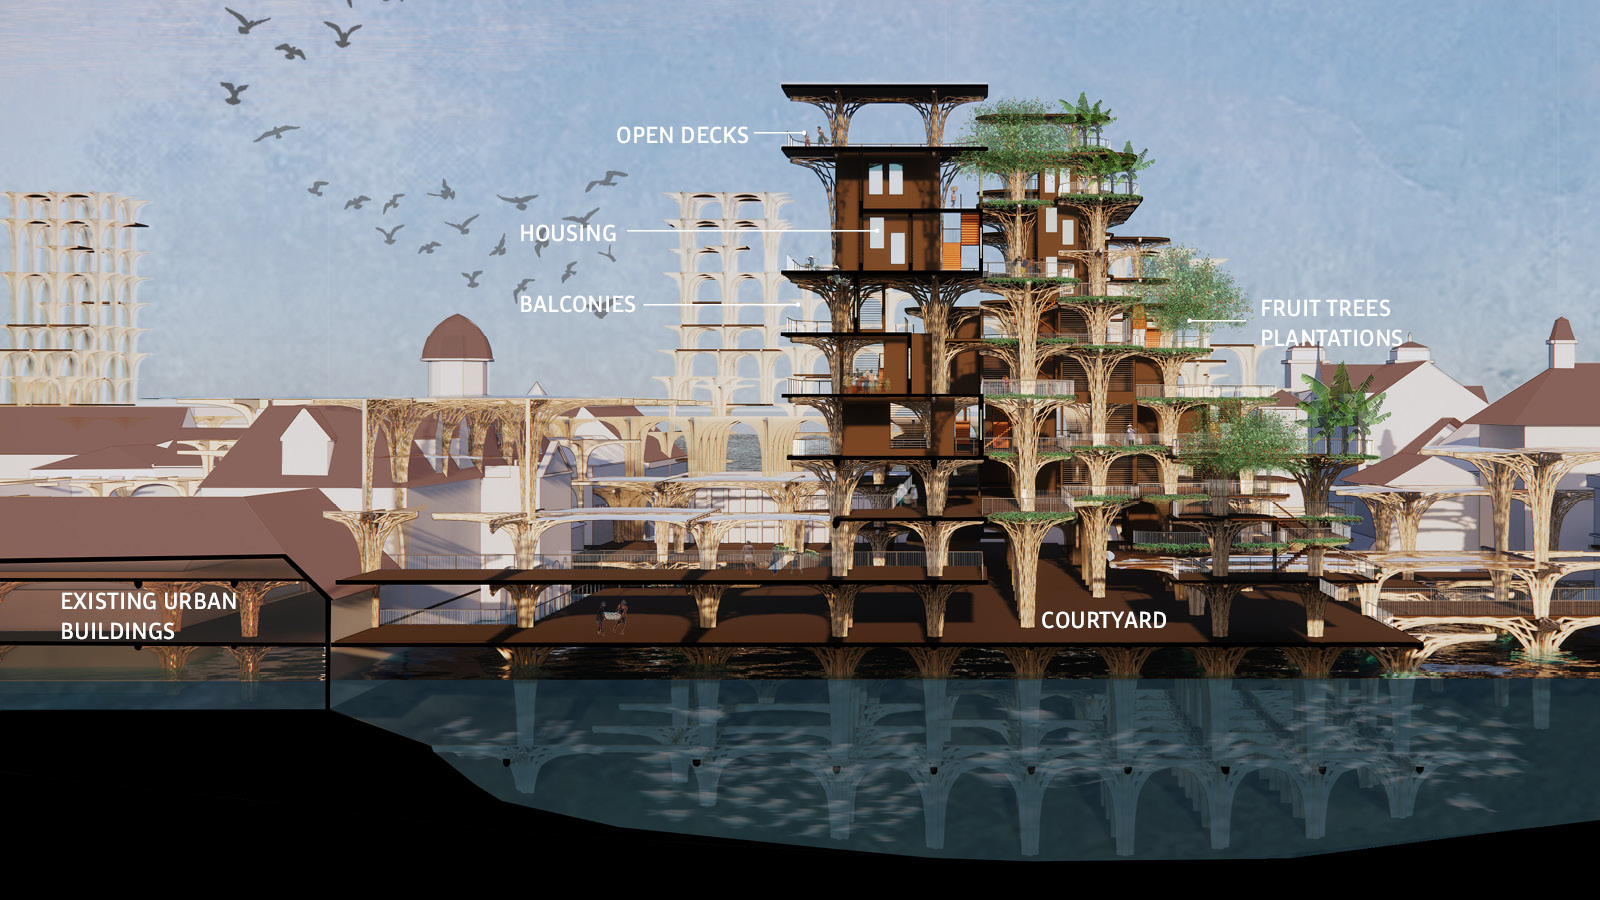 OPEN DECKS
HOUSING
BALCONIES
FRUIT TREES
PLANTATIONS
EXISTING URBAN
BUILDINGS
COURTYARD